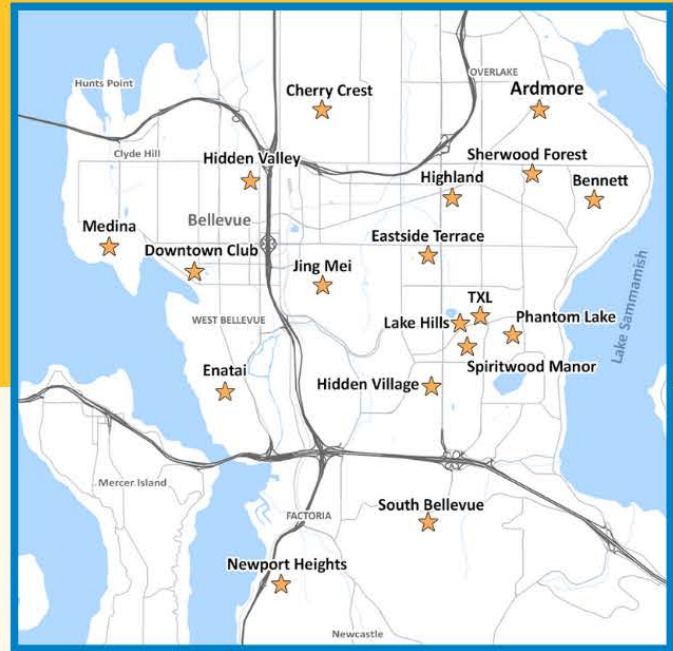 OVERLAKE
Hunts Point
Cherry Crest
Ardmore
Clyde Hill
Hidden Valley
Sherwood Forest
Highland
Bennett
Bellevue
Medina
Downtown Club
Eastside Terrace
Jing Mei
Lake Sammamish
TXL
WEST BELLEVUE
Lake Hills
Phantom Lake
Enatai
Hidden Village
Spiritwood Manor
Mercer Island
South Bellevue
FACTORIA
Newport Heights
Newcastle